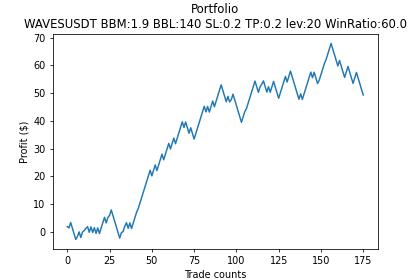 Portfolio
WAVESUSDT BBM:1.9 BBL:140 SL:0.2 TP:0.2 lev:20 WinRatio:60.0
70
60
50
40
30
20
10
0
Profit ($)
0 25 50 75 100 125 150 175
Trade counts